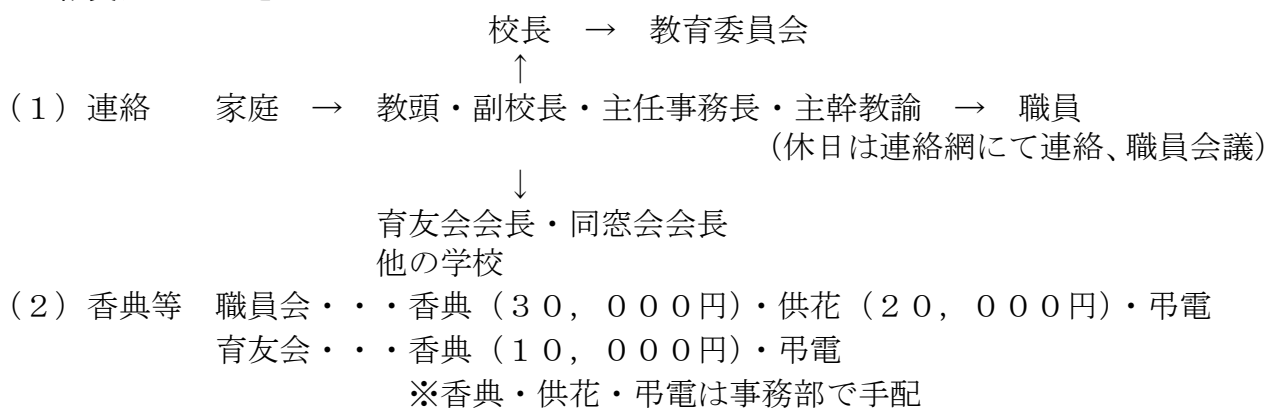 校長　→　教育委員会
↑
（１）連絡　　家庭　→　教頭・副校長・主任事務長・主幹教諭　→　職員
（休日は連絡網にて連絡、職員会議）
↓
育友会会長・同窓会会長
他の学校
（２）香典等　職員会・・・香典（３０，０００円）・供花（２０，０００円）・弔電
育友会・・・香典（１０，０００円）・弔電
※香典・供花・弔電は事務部で手配